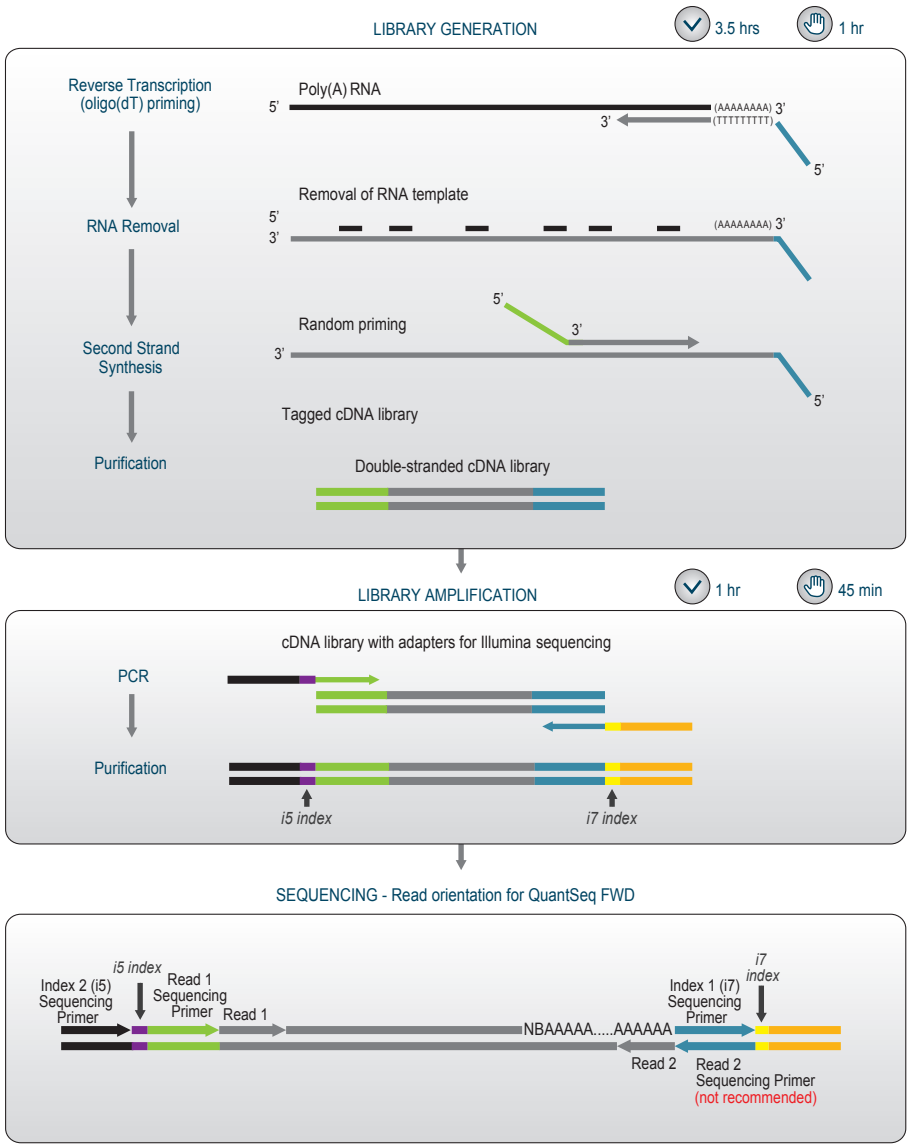 LIBRARY GENERATION
3.5 hrs
1 hr
Reverse Transcription
(oligo(dT) priming)
Poly(A) RNA
5’
(AAAAAAAA)
3’
3’
(TTTTTTTTT)
5’
Removal of RNA template
5’
RNA Removal
(AAAAAAAA)
3’
3’
5’
Random priming
3’
Second Strand
Synthesis
3’
5’
Tagged cDNA library
Purification
Double-stranded cDNA library
LIBRARY AMPLIFICATION
1 hr
45 min
cDNA library with adapters for Illumina sequencing
PCR
Purification
i5 index
i7 index
SEQUENCING - Read orientation for QuantSeq FWD
Index 2 (i5)
Sequencing
Primer
i5 index
Read 1
Sequencing
Primer
Read 1
NBAAAAA.....AAAAAA
Index 1 (i7)
Sequencing
Primer
i7
index
Read 2
Read 2
Sequencing Primer
(not recommended)